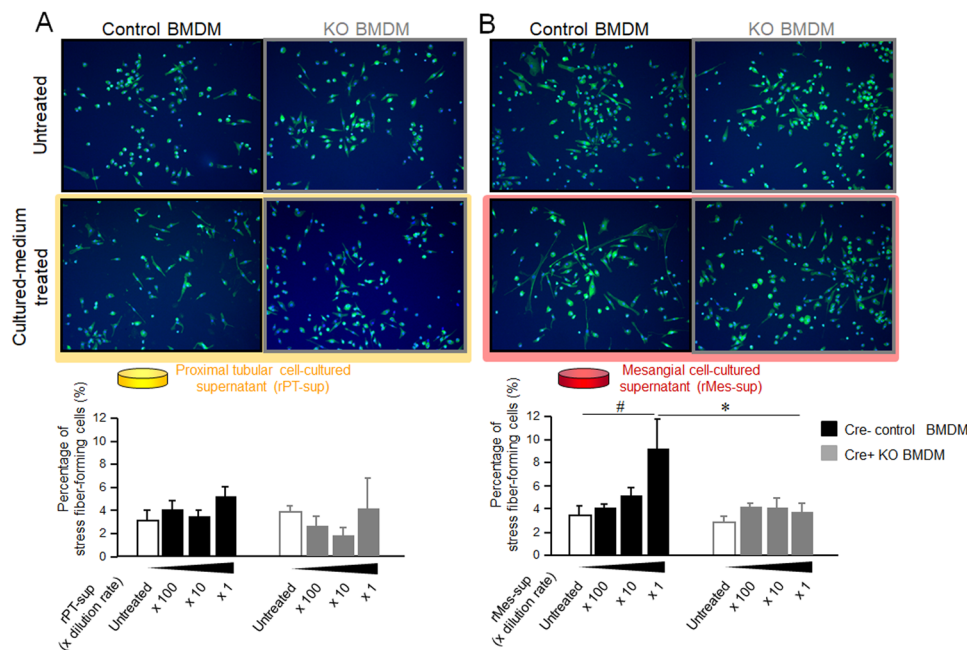 A
Control BMDM
KO BMDM
B
Control BMDM
KO BMDM
Untreated
Cultured-medium
treated
Proximal tubular cell-cultured
supernatant (rPT-sup)
Mesangial cell-cultured
supernatant (rMes-sup)
Percentage of
stress fiber-forming cells (%)
12
10
8
6
4
2
0
rPT-sup
(x dilution rate)
Untreated
x 100
x 10
x 1
Untreated
x 100
x 10
x 1
Percentage of
stress fiber-forming cells (%)
12
10
8
6
4
2
0
#
*
rMes-sup
(x dilution rate)
Untreated
x 100
x 10
x 1
Untreated
x 100
x 10
x 1
Cre- control BMDM
Cre+ KO BMDM